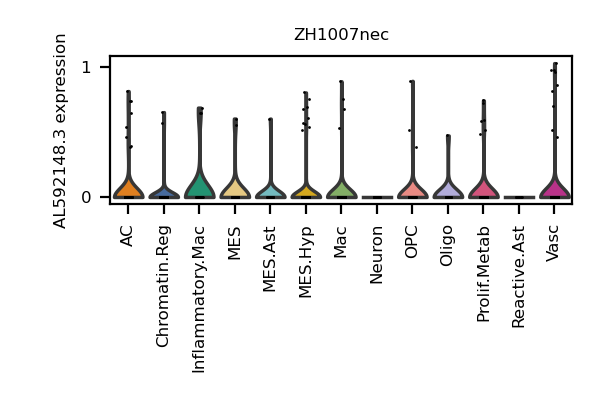 ZH1007nec
AL592148.3 expression
1
0
AC
Chromatin.Reg
Inflammatory.Mac
MES
MES.Ast
MES.Hyp
Mac
Neuron
OPC
Oligo
Prolif.Metab
Reactive.Ast
Vasc